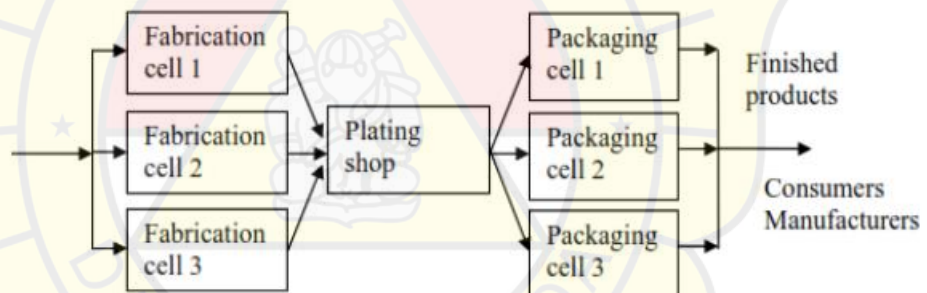 Fabrication
cell 1
Fabrication
cell 2
Fabrication
cell 3
Plating
shop
Packaging
cell 1
Packaging
cell 2
Packaging
cell 3
Finished
products
Consumers
Manufacturers